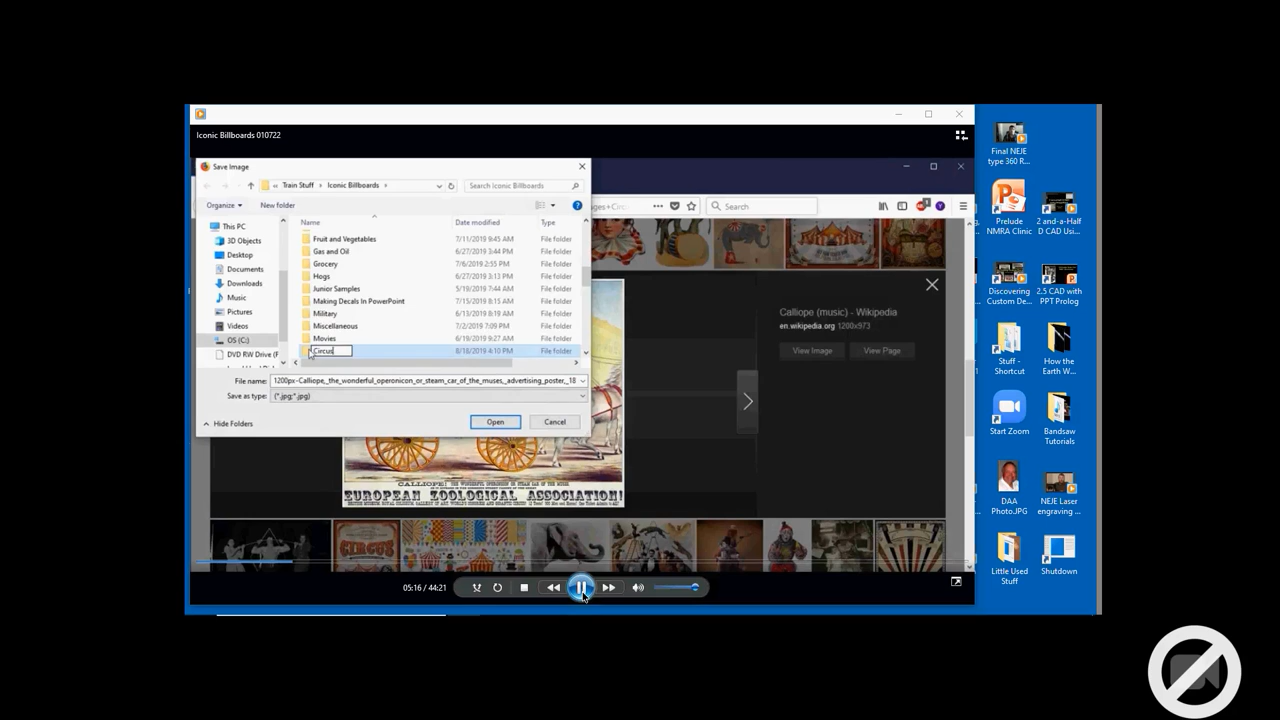 Iconic Billboards 010722
Save Image
Train Stuff
Iconic Billboards
Search Iconic Billboards
Organize
New folder
Name
Date modified
Type
This PC
3D Objects
Desktop
Documents
Downloads
Music
Pictures
Videos
OS (C:)
DVD RW Drive (F
Fruit and Vegetables 7/11/2019 9:45 AM File folder
Gas and Oil 6/27/2019 3:44 PM File folder
Grocery 7/6/2019 2:55 PM File folder
Hogs 6/27/2019 3:13 PM File folder
Junior Samples 5/19/2019 7:44 AM File folder
Making Decals In PowerPoint 7/15/2019 8:15 AM File folder
Military 6/13/2019 8:19 AM File folder
Miscellaneous 7/2/2019 7:09 PM File folder
Movies 6/19/2019 9:27 AM File folder
Circus 8/18/2019 4:10 PM File folder
File name: 1200px-Calliope,_the_wonderful_operonicon_or_steam_car_of_the_muses,_advertising_poster,_18
Save as type: (*.jpg;*.jpg)
Hide Folders
Open
Cancel
ges+Circ
Search
Calliope (music) - Wikipedia
en.wikipedia.org 1200x973
View Image
View Page
EUROPEAN ZOOLOGICAL ASSOCIATION!
CIRCUS
05:16 / 44:21
Final NEJE
type 360 R...
Prelude
NMRA Clinic
2 and-a-Half
D CAD Usi...
Discovering
Custom De...
2.5 CAD with
PPT Prolog
Stuff -
Shortcut
How the
Earth W...
Start Zoom
Bandsaw
Tutorials
DAA
Photo.JPG
NEJE Laser
engraving ...
Little Used
Stuff
Shutdown